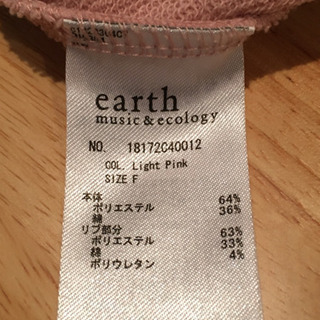 earth
music&ecology
NO. 18172C40012
COL. Light Pink
SIZE F
本体 64%
ポリエステル 36%
綿
リブ部分 63%
ポリエステル 33%
綿 4%
ポリウレタン